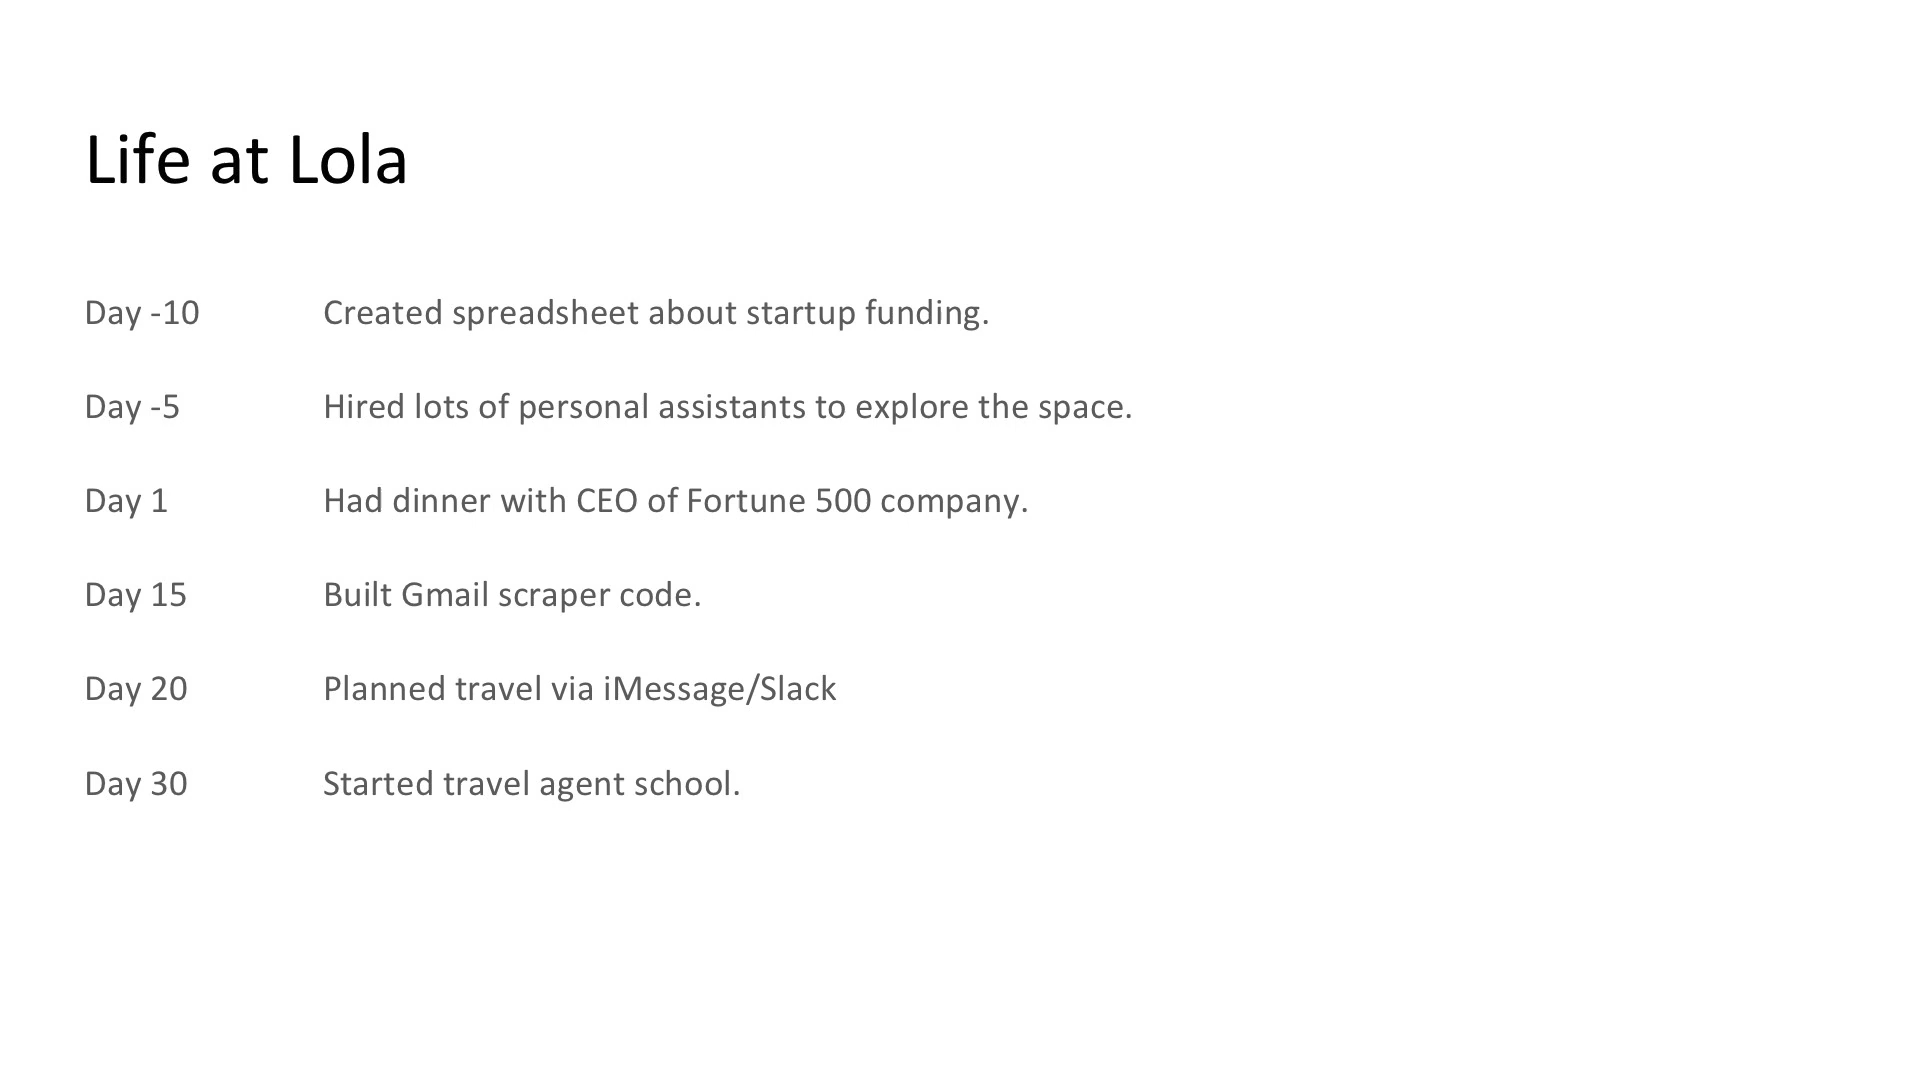 Life at Lola
Day -10 Created spreadsheet about startup funding.
Day -5 Hired lots of personal assistants to explore the space.
Day 1 Had dinner with CEO of Fortune 500 company.
Day 15 Built Gmail scraper code.
Day 20 Planned travel via iMessage/Slack
Day 30 Started travel agent school.